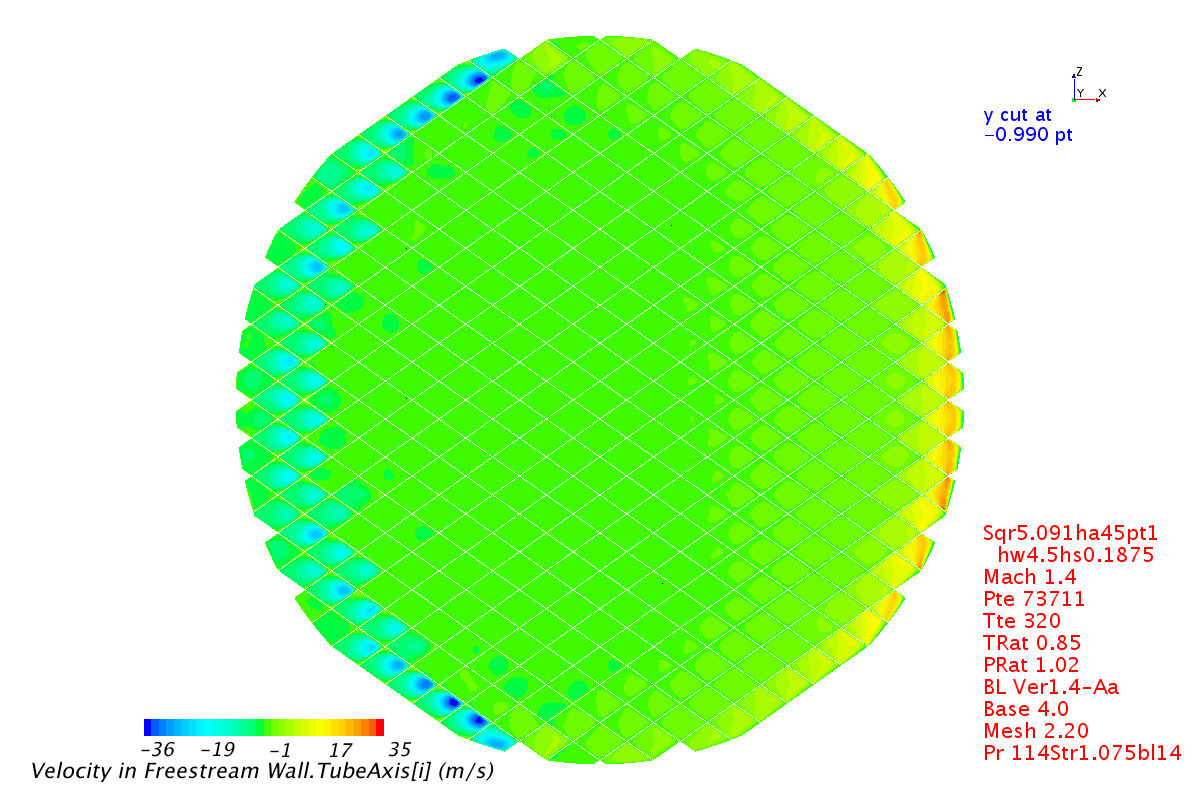 Z
Y X
y cut at
-0.990 pt
Sqr5.091ha45pt1
hw4.5hs0.1875
Mach 1.4
Pte 73711
Tte 320
TRat 0.85
PRat 1.02
BL Ver1.4-Aa
Base 4.0
Mesh 2.20
Pr 114Str1.075bl14
-36 -19 -1 17 35
Velocity in Freestream Wall.TubeAxis[i] (m/s)